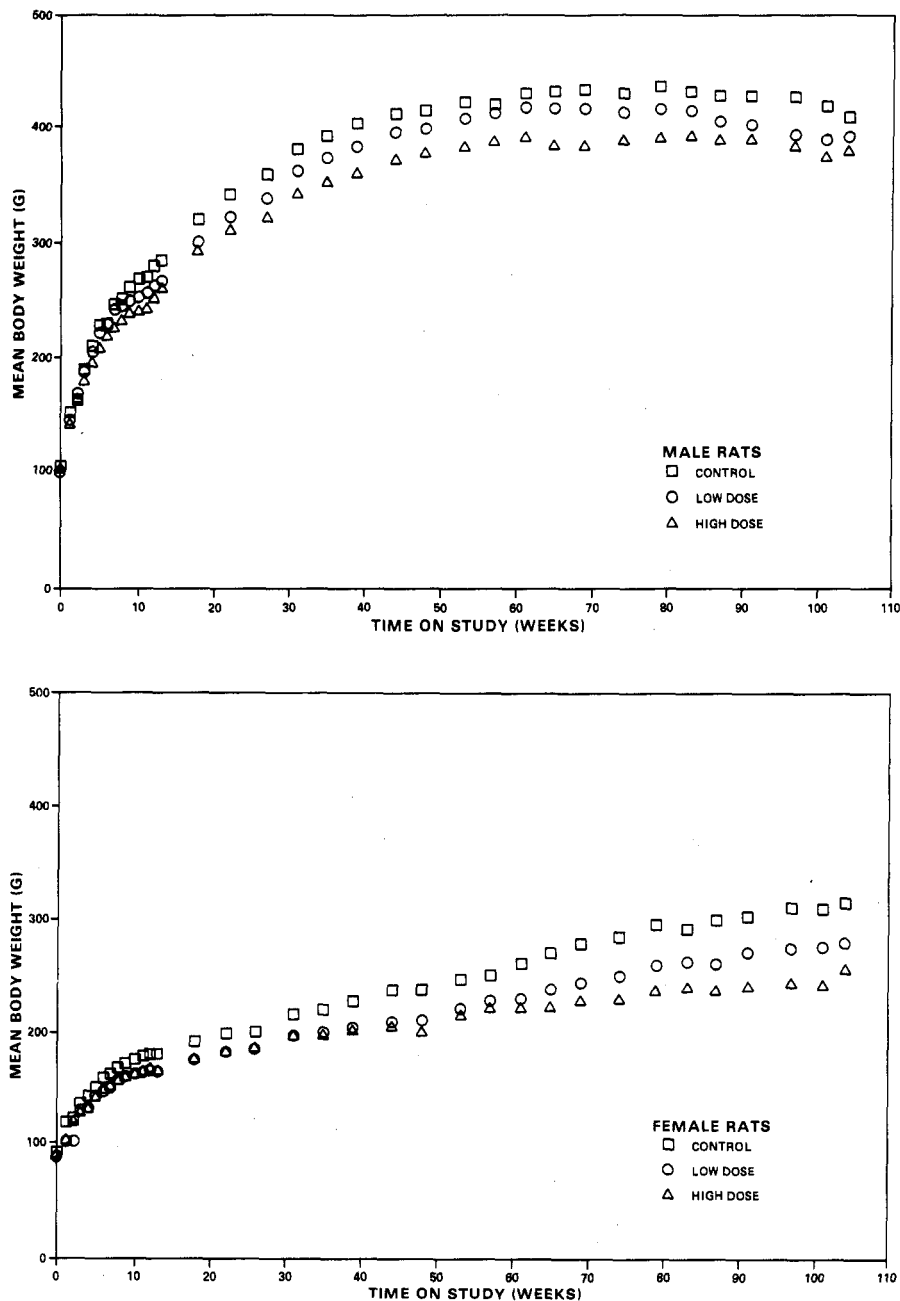 500
400
300
200
100
0
MEAN BODY WEIGHT (G)
0 10 20 30 40 50 60 70 80 90 100 110
TIME ON STUDY (WEEKS)
MALE RATS
CONTROL
LOW DOSE
HIGH DOSE
500
400
300
200
100
0
MEAN BODY WEIGHT (G)
0 10 20 30 40 50 60 70 80 90 100 110
TIME ON STUDY (WEEKS)
FEMALE RATS
CONTROL
LOW DOSE
HIGH DOSE